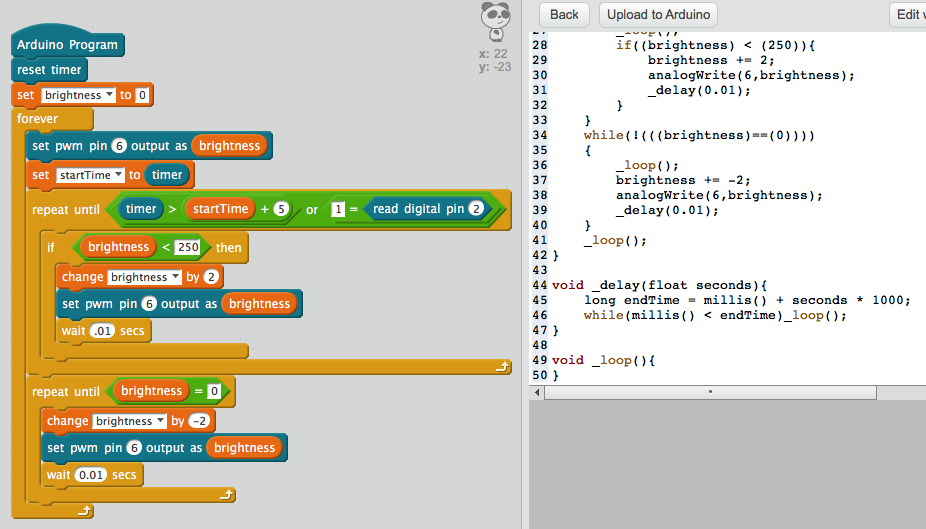 Arduino Program
reset timer
set brightness to 0
forever
set pwm pin 6 output as brightness
set startTime to timer
repeat until timer > startTime + 5 or 1 = read digital pin 2
if brightness < 250 then
change brightness by 2
set pwm pin 6 output as brightness
wait .01 secs
repeat until brightness = 0
change brightness by -2
set pwm pin 6 output as brightness
wait 0.01 secs
x: 22
y: -23
Back
Upload to Arduino
Edit
28 if((brightness) < (250)){
29 brightness += 2;
30 analogWrite(6,brightness);
31 _delay(0.01);
32 }
33 }
34 while(!(((brightness)==(0))))
35 {
36 _loop();
37 brightness += -2;
38 analogWrite(6,brightness);
39 _delay(0.01);
40 }
41 _loop();
42 }
43
44 void _delay(float seconds){
45 long endTime = millis() + seconds * 1000;
46 while(millis() < endTime)_loop();
47 }
48
49 void _loop(){
50 }